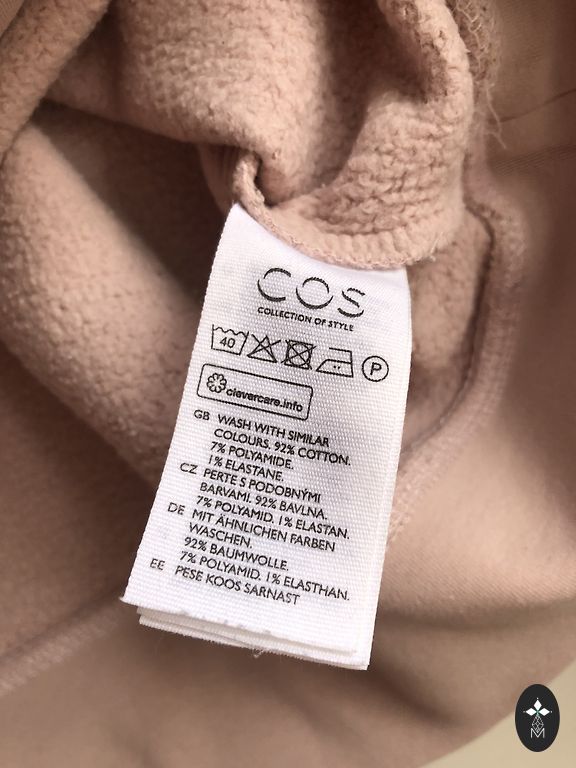 COS
COLLECTION OF STYLE
40
P
clevercare.info
GB WASH WITH SIMILAR
COLOURS. 92% COTTON.
7% POLYAMIDE.
1% ELASTANE.
CZ PERTE S PODOBNÝMI
BARVAMI. 92% BAVLNA.
7% POLYAMID. 1% ELASTAN.
DE MIT ÄHNLICHEN FARBEN
WASCHEN.
92% BAUMWOLLE.
7% POLYAMID. 1% ELASTHAN.
EE PESE KOOS SARNAST
M